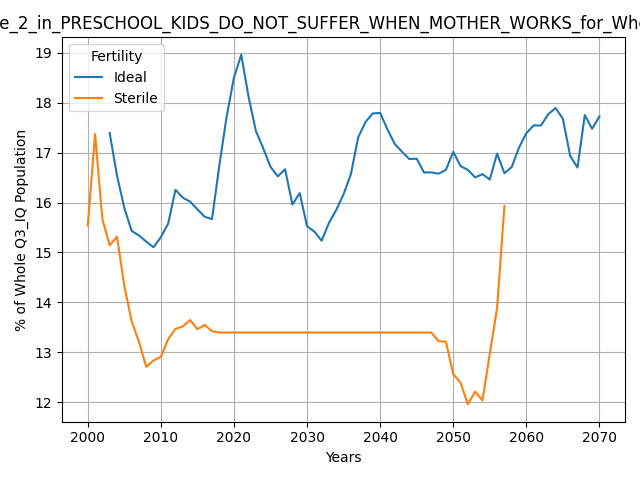 e_2_in_PRESCHOOL_KIDS_DO_NOT_SUFFER_WHEN_MOTHER_WORKS_for_Who
Fertility
Ideal
Sterile
% of Whole Q3_IQ Population
19
18
17
16
15
14
13
12
2000 2010 2020 2030 2040 2050 2060 2070
Years